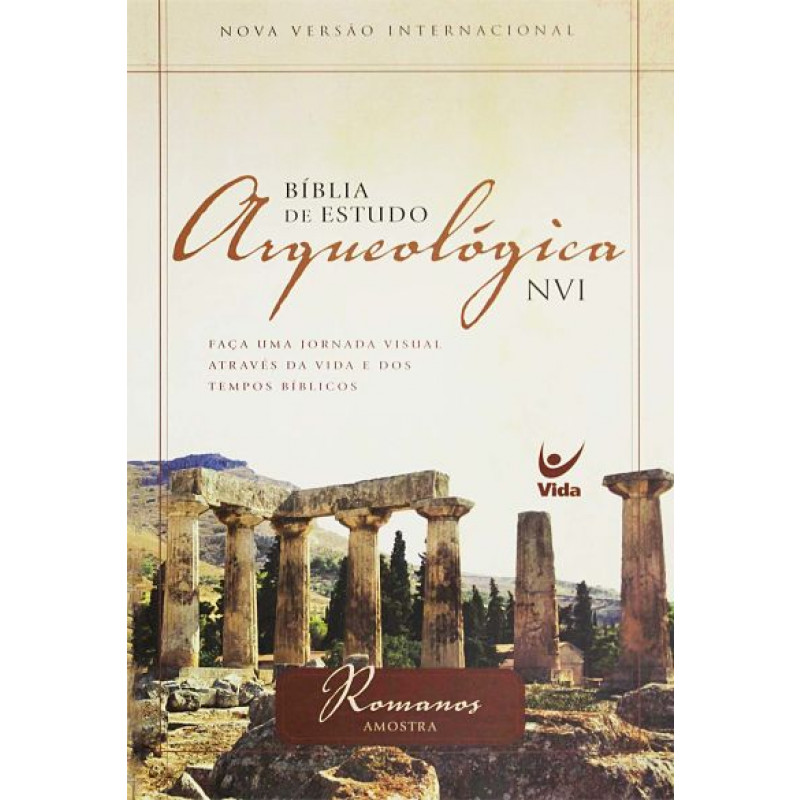 NOVA VERSÃO INTERNACIONAL
BÍBLIA
DE ESTUDO
Arqueológica
NVI
FAÇA UMA JORNADA VISUAL
ATRAVÉS DA VIDA E DOS
TEMPOS BÍBLICOS
Vida
Romanos
AMOSTRA